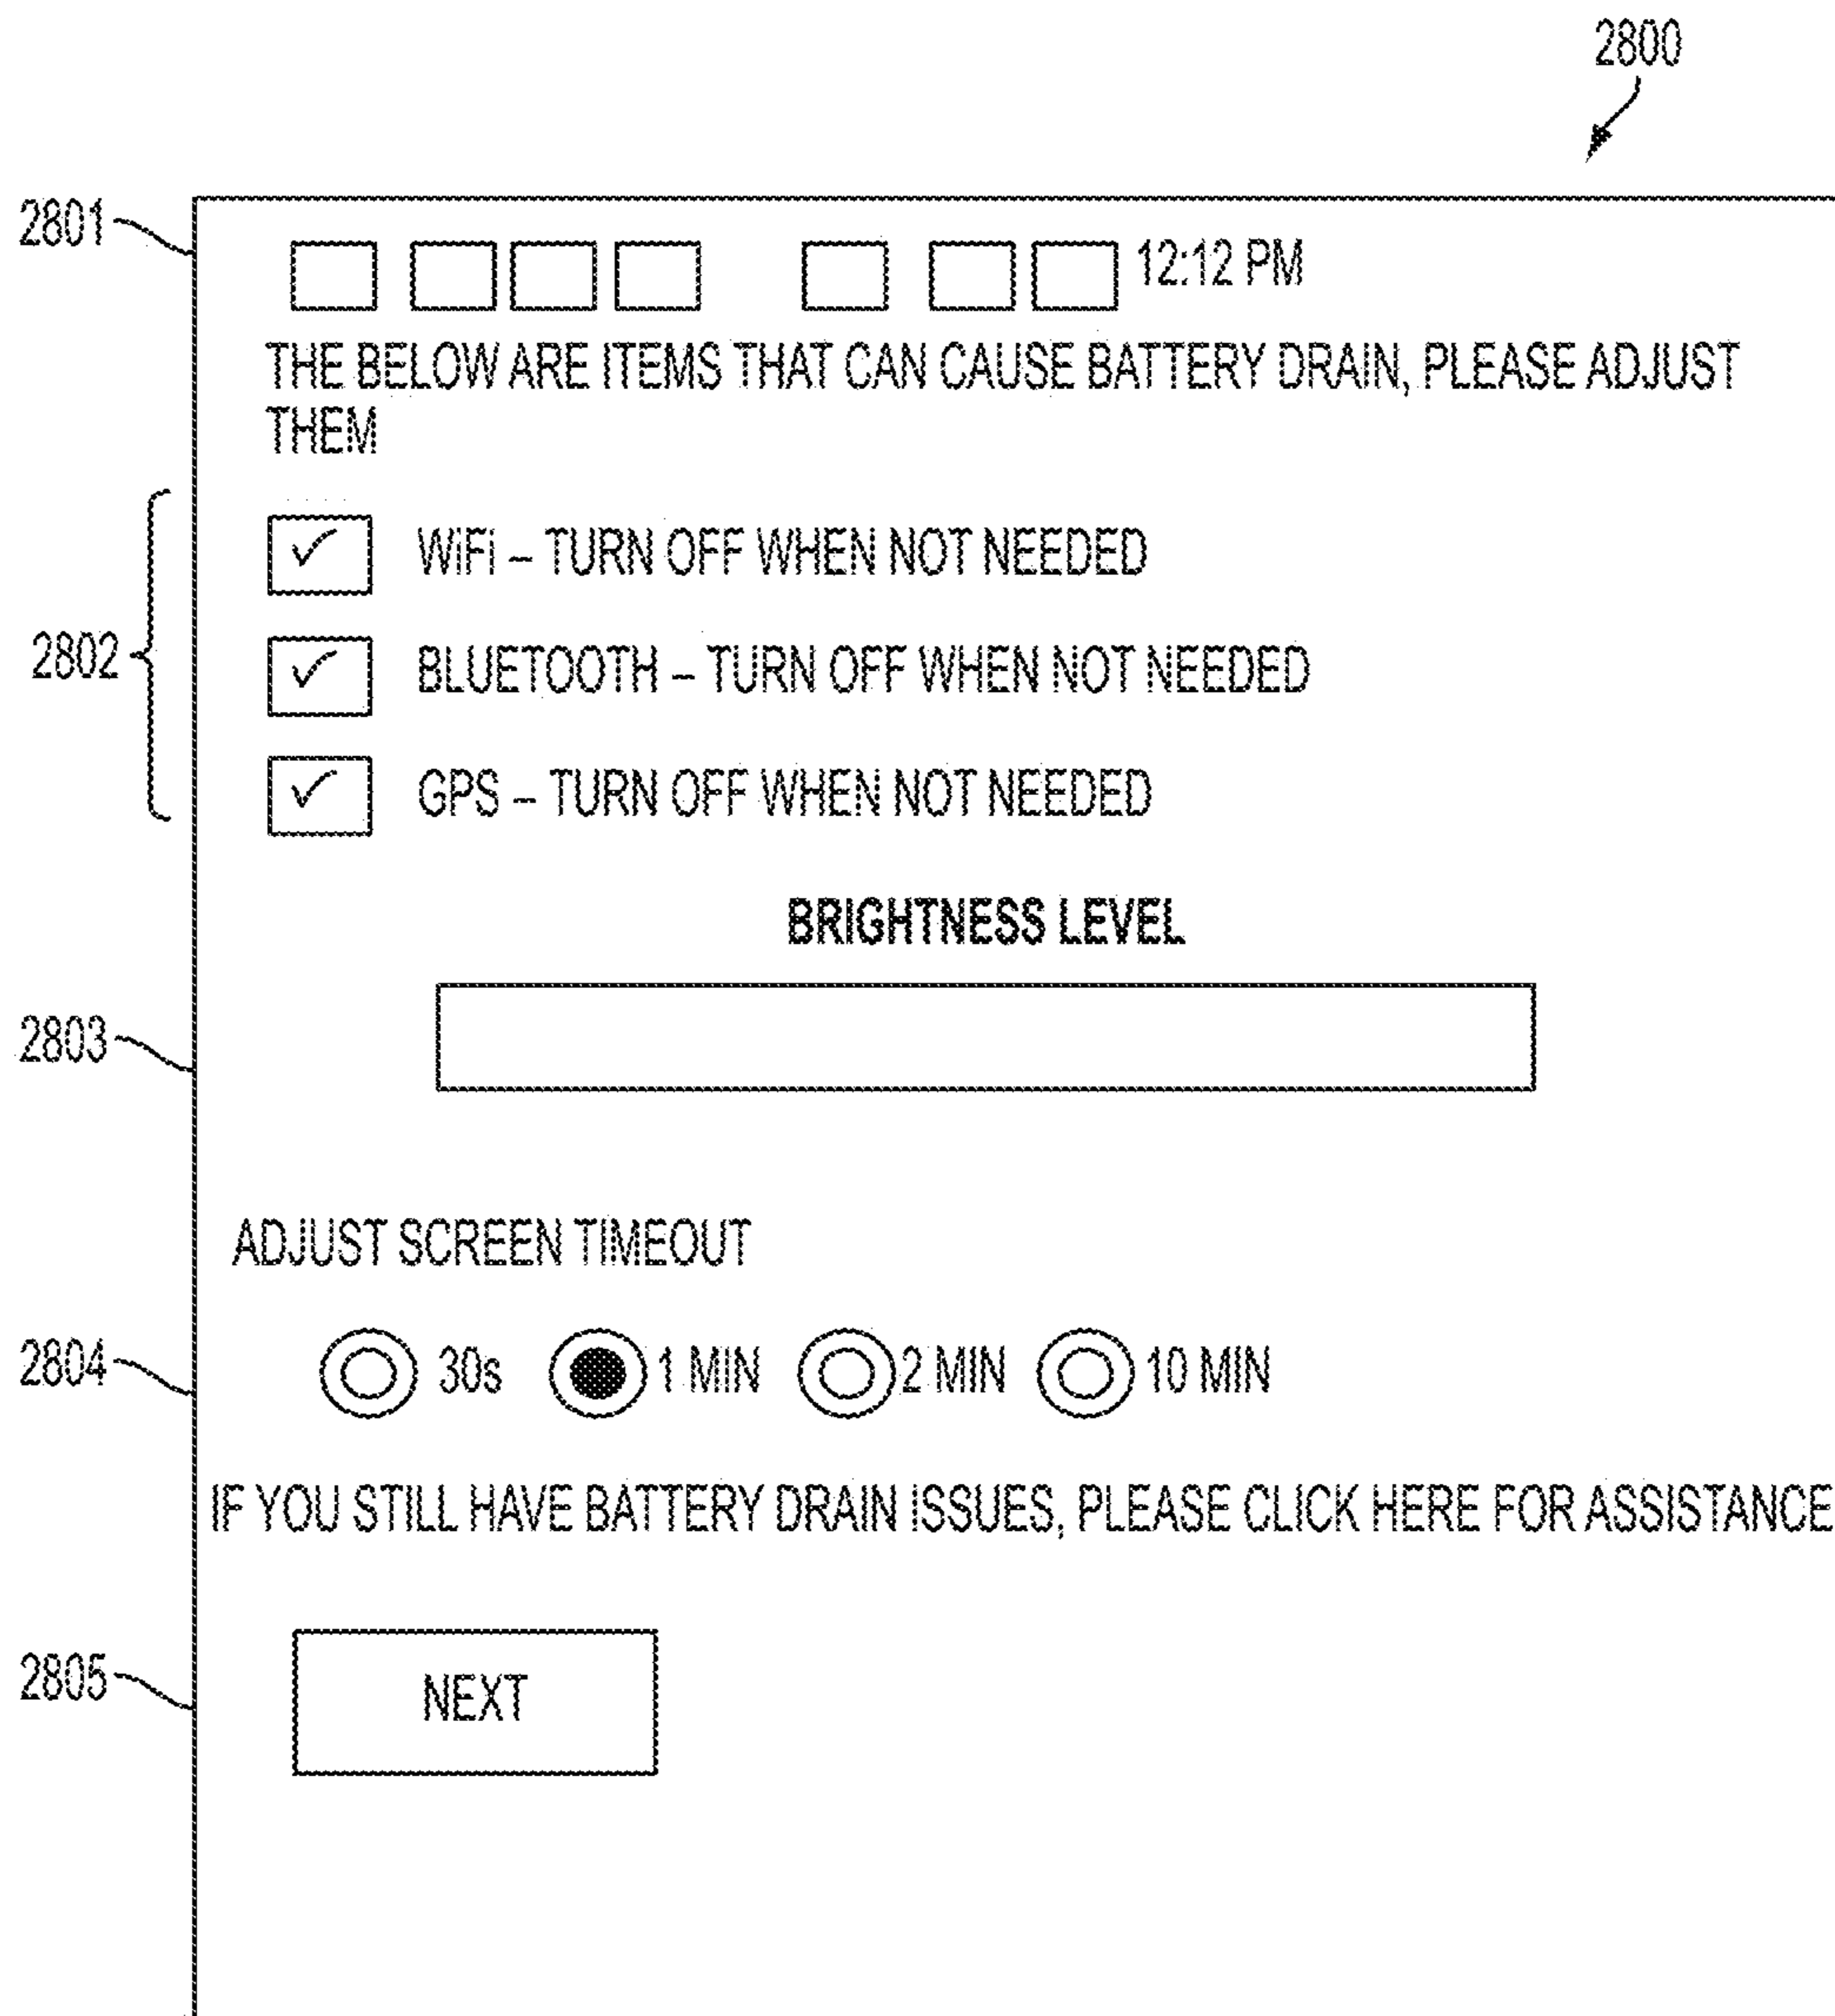 2800
2801
12:12 PM
THE BELOW ARE ITEMS THAT CAN CAUSE BATTERY DRAIN, PLEASE ADJUST
THEM
2802
WiFi – TURN OFF WHEN NOT NEEDED
BLUETOOTH – TURN OFF WHEN NOT NEEDED
GPS – TURN OFF WHEN NOT NEEDED
BRIGHTNESS LEVEL
2803
ADJUST SCREEN TIMEOUT
2804 30s 1 MIN 2 MIN 10 MIN
IF YOU STILL HAVE BATTERY DRAIN ISSUES, PLEASE CLICK HERE FOR ASSISTANCE
2805 NEXT